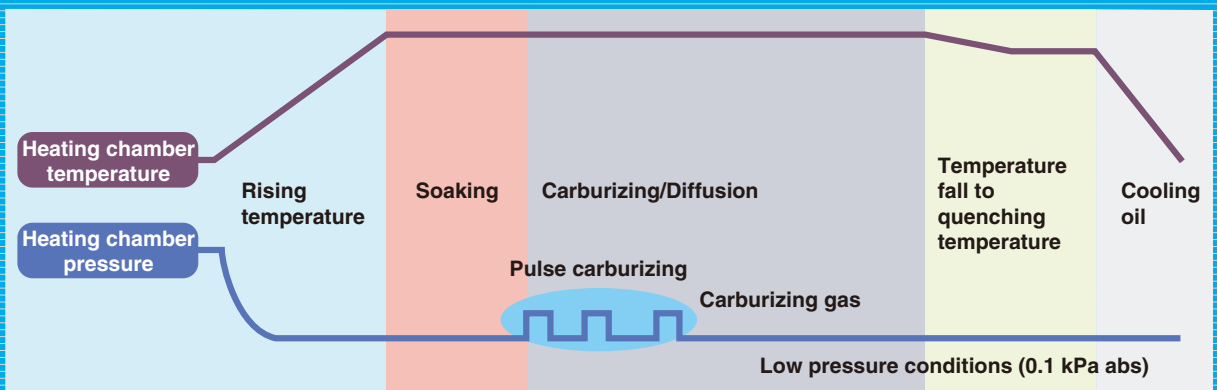 Heating chamber
temperature
Heating chamber
pressure
Rising
temperature
Soaking
Carburizing/Diffusion
Temperature
fall to
quenching
temperature
Cooling
oil
Pulse carburizing
Carburizing gas
Low pressure conditions (0.1 kPa abs)